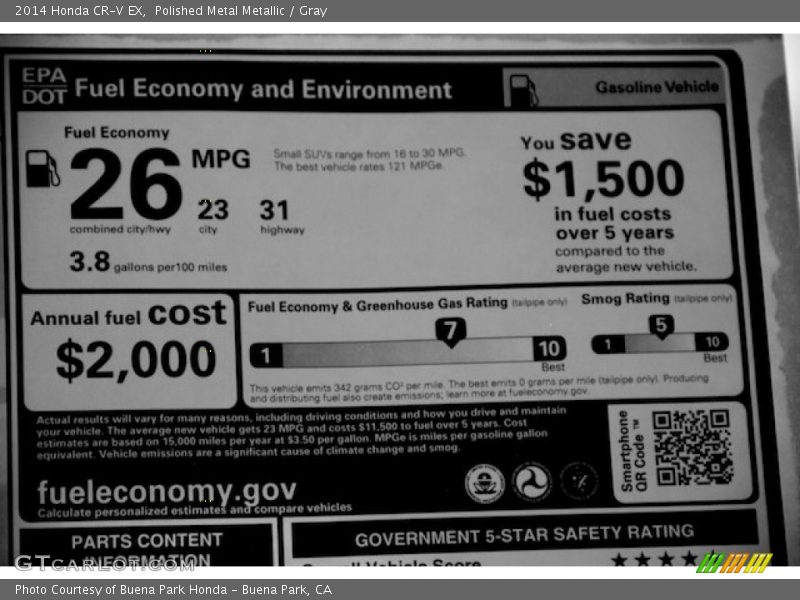 2014 Honda CR-V EX, Polished Metal Metallic / Gray
EPA
DOT
Fuel Economy and Environment
Gasoline Vehicle
Fuel Economy
26 MPG
combined city/hwy
23
city
31
highway
3.8 gallons per 100 miles
Small SUVs range from 16 to 30 MPG.
The best vehicle rates 121 MPGe.
You save
$1,500
in fuel costs
over 5 years
compared to the
average new vehicle.
Annual fuel cost
$2,000
Fuel Economy & Greenhouse Gas Rating (tailpipe only)
7
1
10
Best
Smog Rating (tailpipe only)
5
1
10
Best
This vehicle emits 342 grams CO² per mile. The best emits 0 grams per mile (tailpipe only). Producing
and distributing fuel also create emissions; learn more at fueleconomy.gov.
Actual results will vary for many reasons, including driving conditions and how you drive and maintain
your vehicle. The average new vehicle gets 23 MPG and costs $11,500 to fuel over 5 years. Cost
estimates are based on 15,000 miles per year at $3.50 per gallon. MPGe is miles per gasoline gallon
equivalent. Vehicle emissions are a significant cause of climate change and smog.
fueleconomy.gov
Calculate personalized estimates and compare vehicles
Smartphone
QR Code™
PARTS CONTENT
INFORMATION
GOVERNMENT 5-STAR SAFETY RATING
Vehicle Score
GTCarLot.com
Photo Courtesy of Buena Park Honda - Buena Park, CA